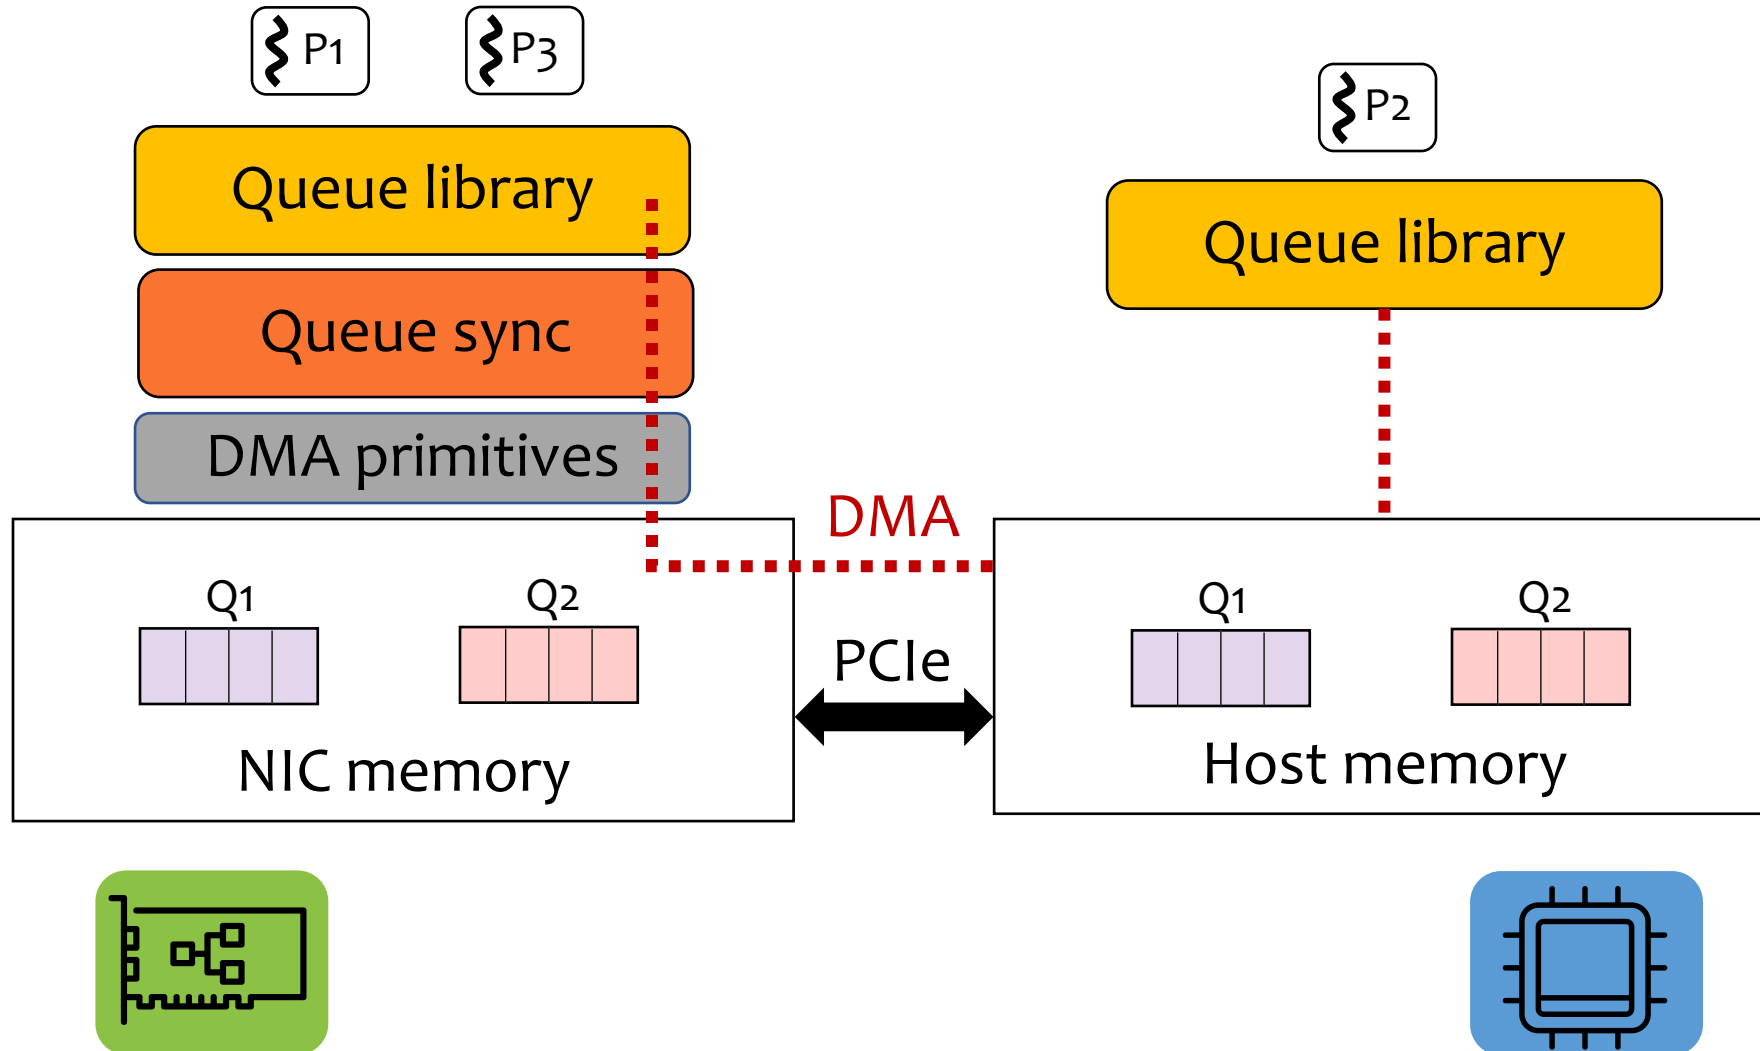 P1
P3
P2
Queue library
Queue library
Queue sync
DMA primitives
DMA
Q1
Q2
Q1
Q2
PCIe
NIC memory
Host memory